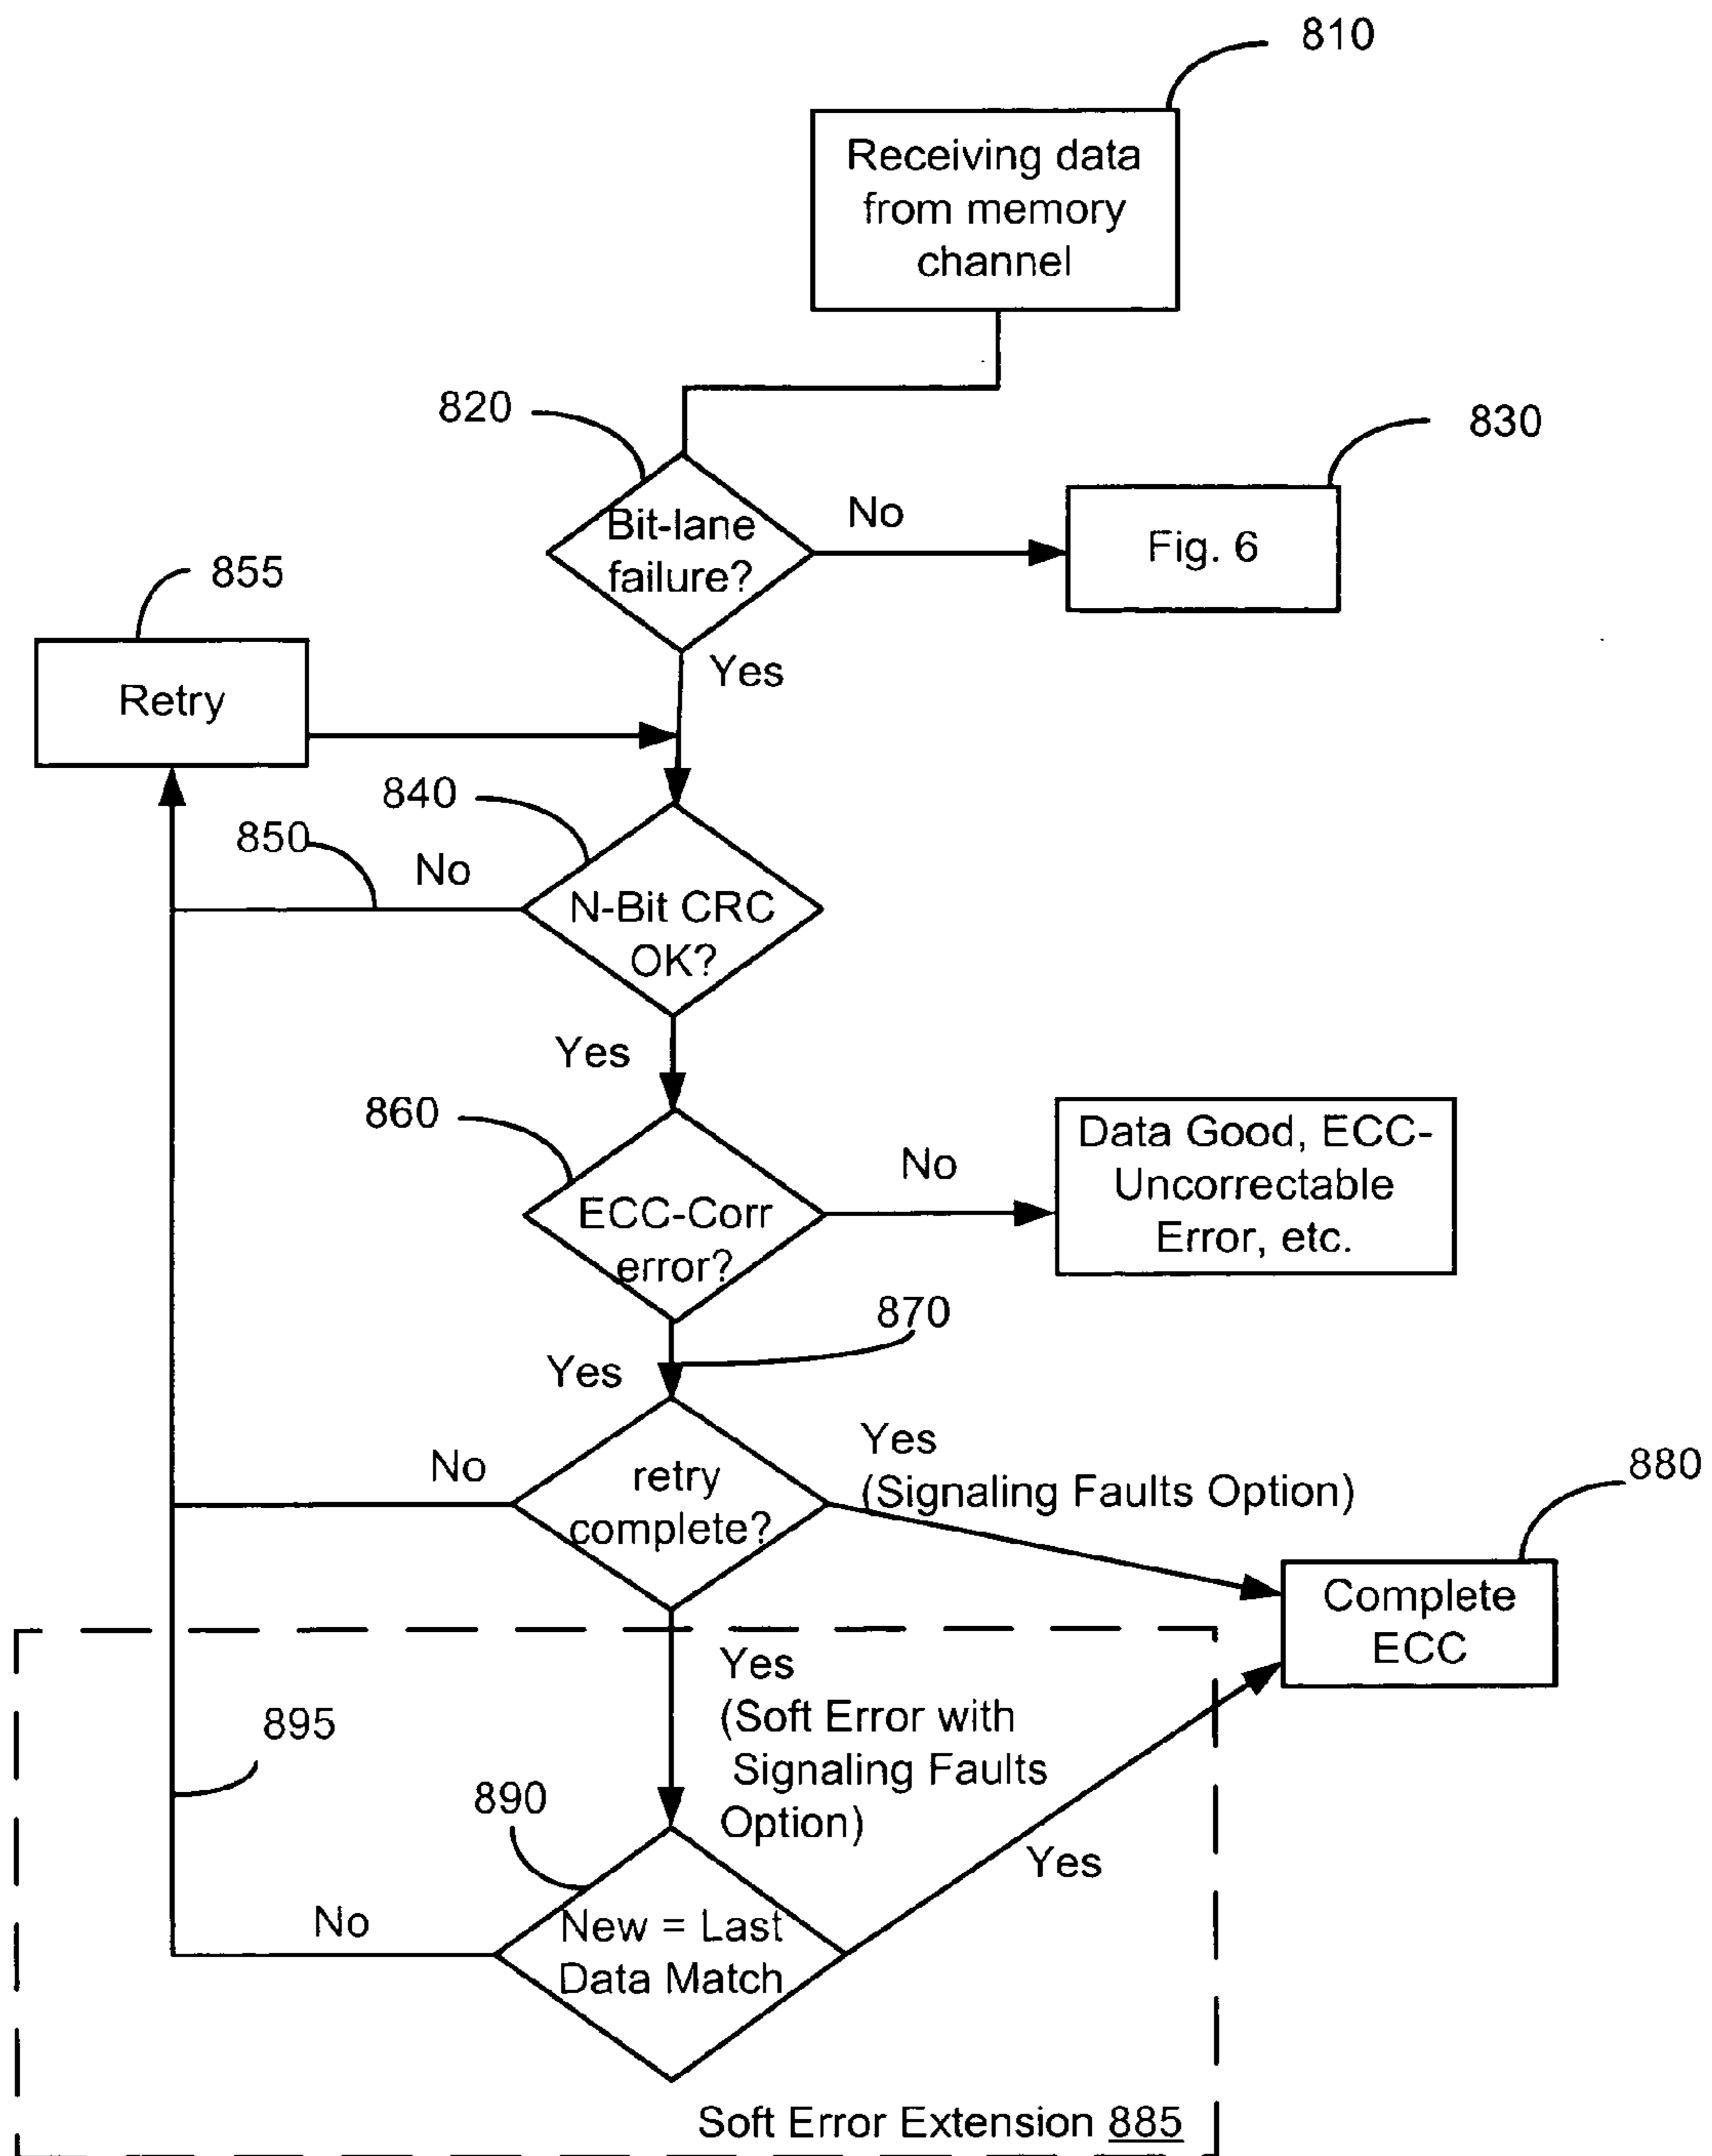 810
Receiving data
from memory
channel
820
830
Bit-lane
failure?
No
Fig. 6
855
Yes
Retry
840
850
No
N-Bit CRC
OK?
Yes
860
ECC-Corr
error?
No
Data Good, ECC-
Uncorrectable
Error, etc.
870
Yes
No
retry
complete?
Yes
(Signaling Faults Option)
880
Complete
ECC
Yes
(Soft Error with
Signaling Faults
Option)
895
890
Yes
No
New = Last
Data Match
Soft Error Extension 885